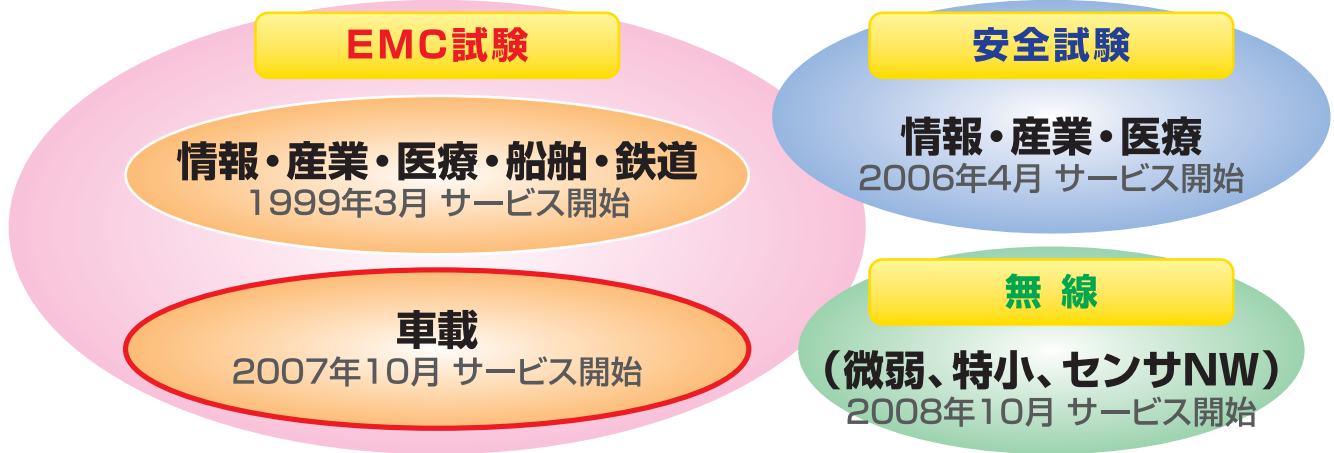 EMC試験
情報・産業・医療・船舶・鉄道
1999年3月 サービス開始
車載
2007年10月 サービス開始
安全試験
情報・産業・医療
2006年4月 サービス開始
無 線
（微弱、特小、センサNW）
2008年10月 サービス開始